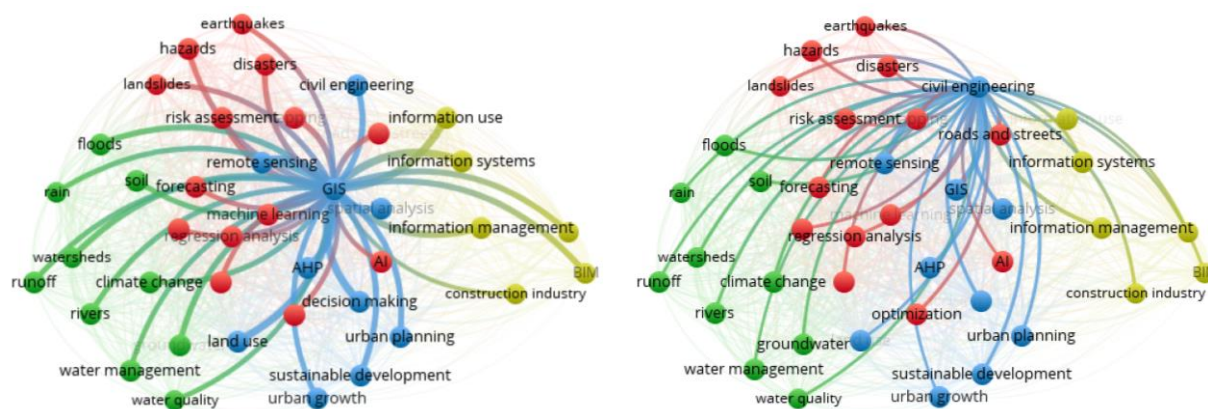 earthquakes
hazards
disasters
landslides
civil engineering
risk assessment
information use
floods
remote sensing
information systems
rain
soil
forecasting
GIS
machine learning
spatial analysis
regression analysis
information management
watersheds
AHP
AI
runoff
climate change
BIM
decision making
construction industry
rivers
land use
urban planning
water management
sustainable development
water quality
urban growth
earthquakes
hazards
disasters
landslides
civil engineering
risk assessment
roads and streets
floods
remote sensing
information systems
rain
soil
forecasting
GIS
machine learning
spatial analysis
regression analysis
information management
watersheds
AHP
AI
runoff
climate change
BIM
construction industry
rivers
optimization
groundwater
urban planning
water management
sustainable development
water quality
urban growth